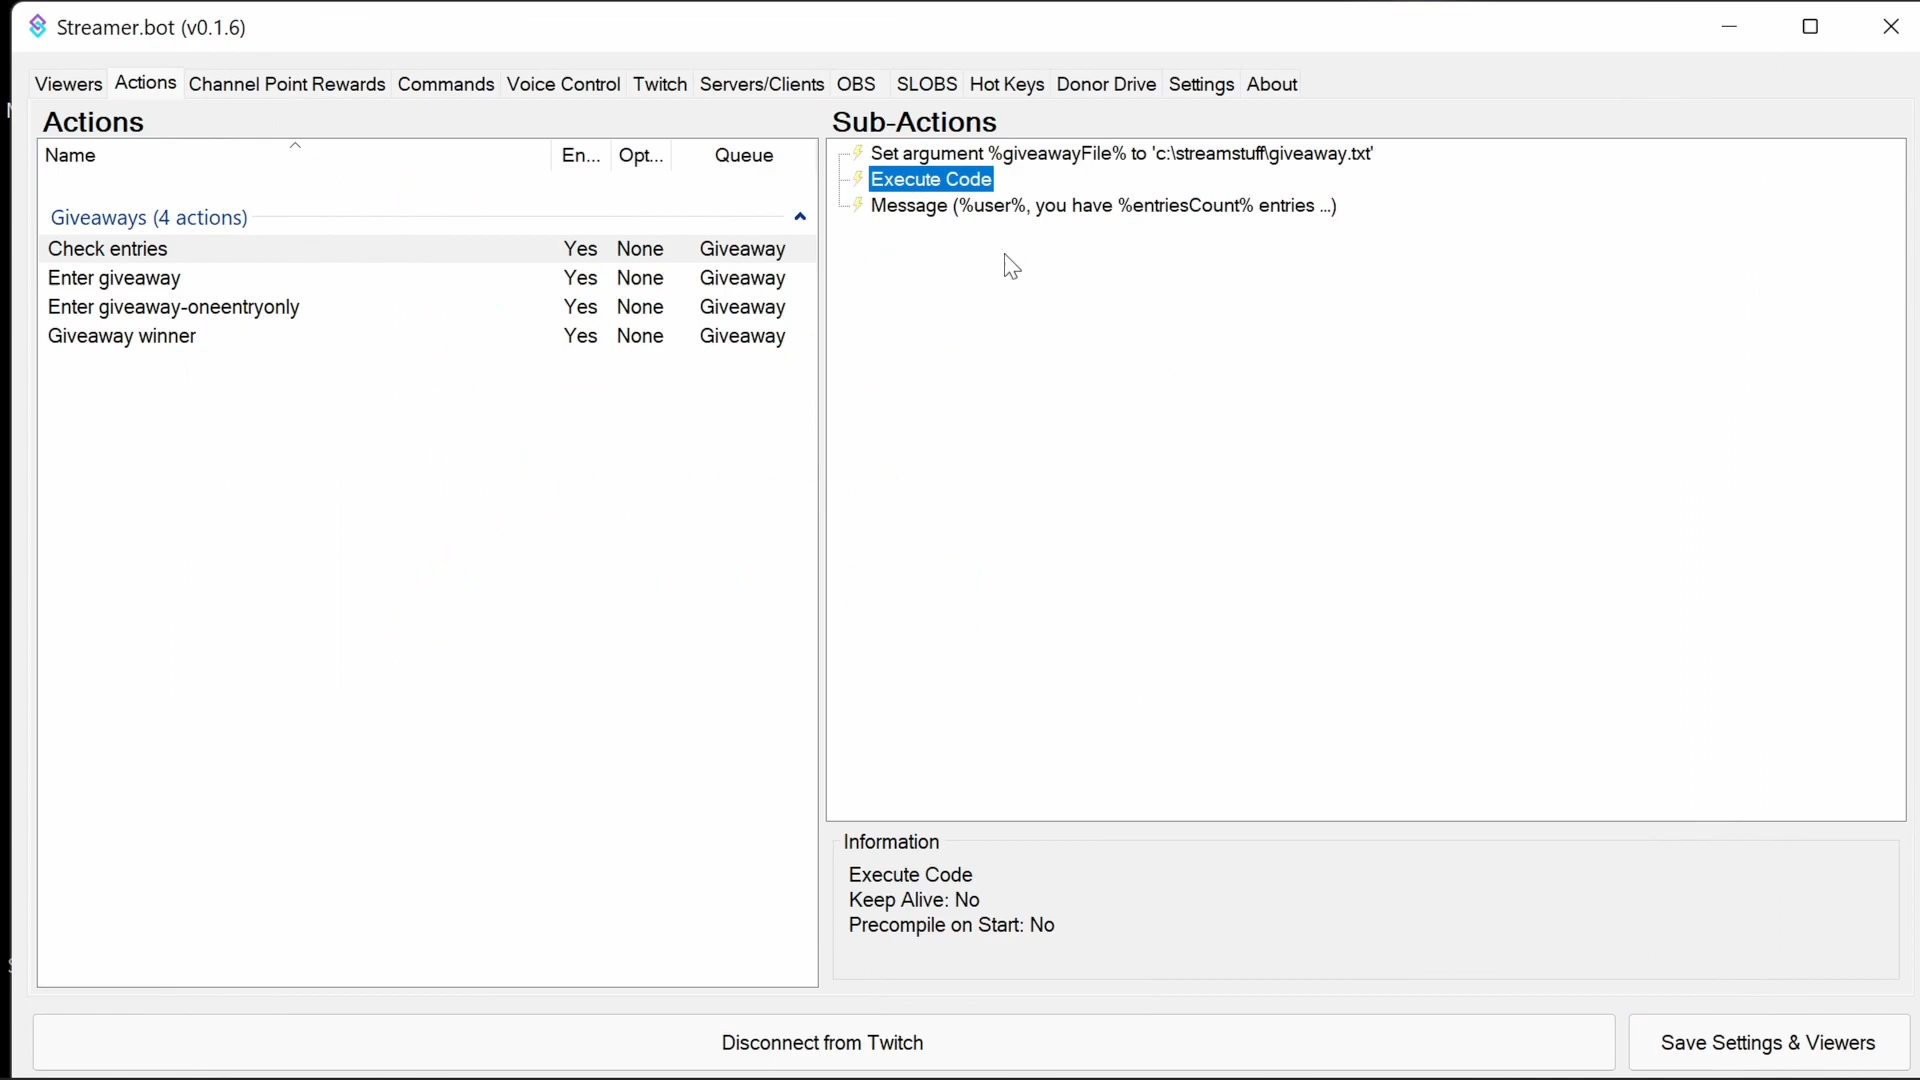 Streamer.bot (v0.1.6)
Viewers Actions Channel Point Rewards Commands Voice Control Twitch Servers/Clients OBS SLOBS Hot Keys Donor Drive Settings About
Actions
Name En... Opt... Queue
Giveaways (4 actions)
Check entries Yes None Giveaway
Enter giveaway Yes None Giveaway
Enter giveaway-oneentryonly Yes None Giveaway
Giveaway winner Yes None Giveaway
Sub-Actions
Set argument %giveawayFile% to 'c:\streamstuff\giveaway.txt'
Execute Code
Message (%user%, you have %entriesCount% entries ...)
Information
Execute Code
Keep Alive: No
Precompile on Start: No
Disconnect from Twitch
Save Settings & Viewers